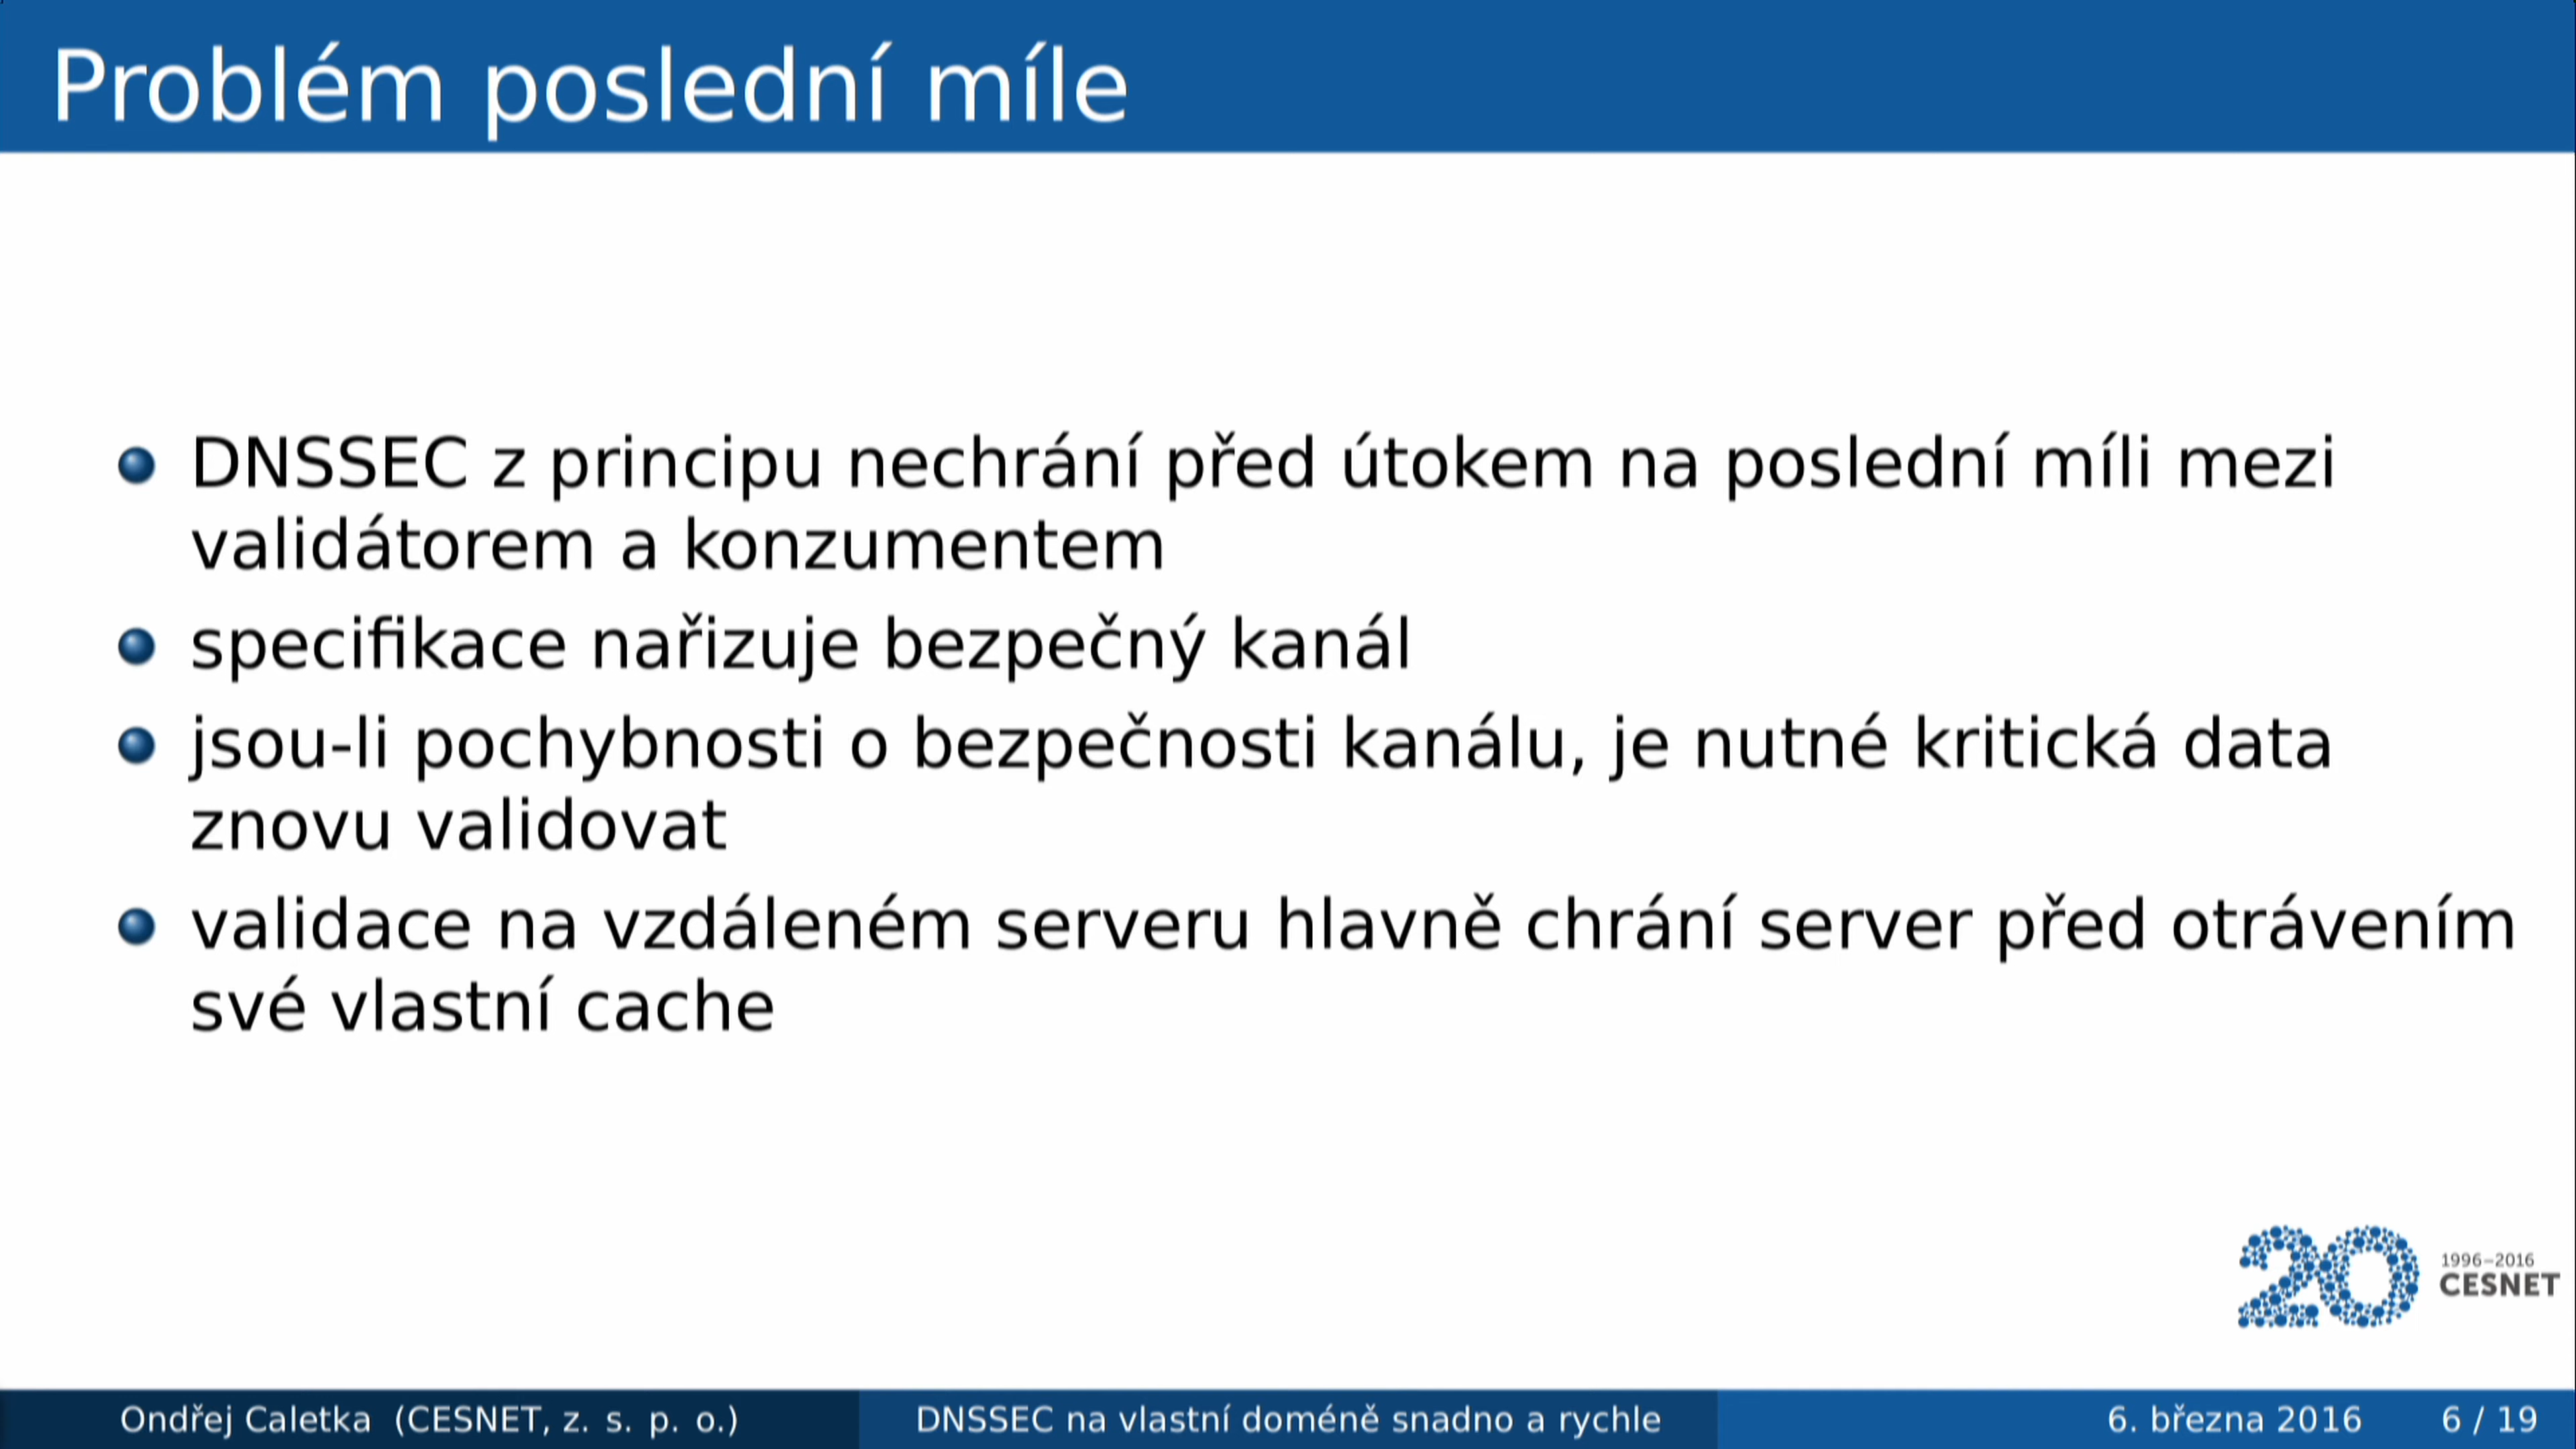 Problém poslední míle
DNSSEC z principu nechrání před útokem na poslední míli mezi
validátorem a konzumentem
specifikace nařizuje bezpečný kanál
jsou-li pochybnosti o bezpečnosti kanálu, je nutné kritická data
znovu validovat
validace na vzdáleném serveru hlavně chrání server před otrávením
své vlastní cache
20
1996–2016
CESNET
Ondřej Caletka (CESNET, z. s. p. o.)
DNSSEC na vlastní doméně snadno a rychle
6. března 2016
6 / 19